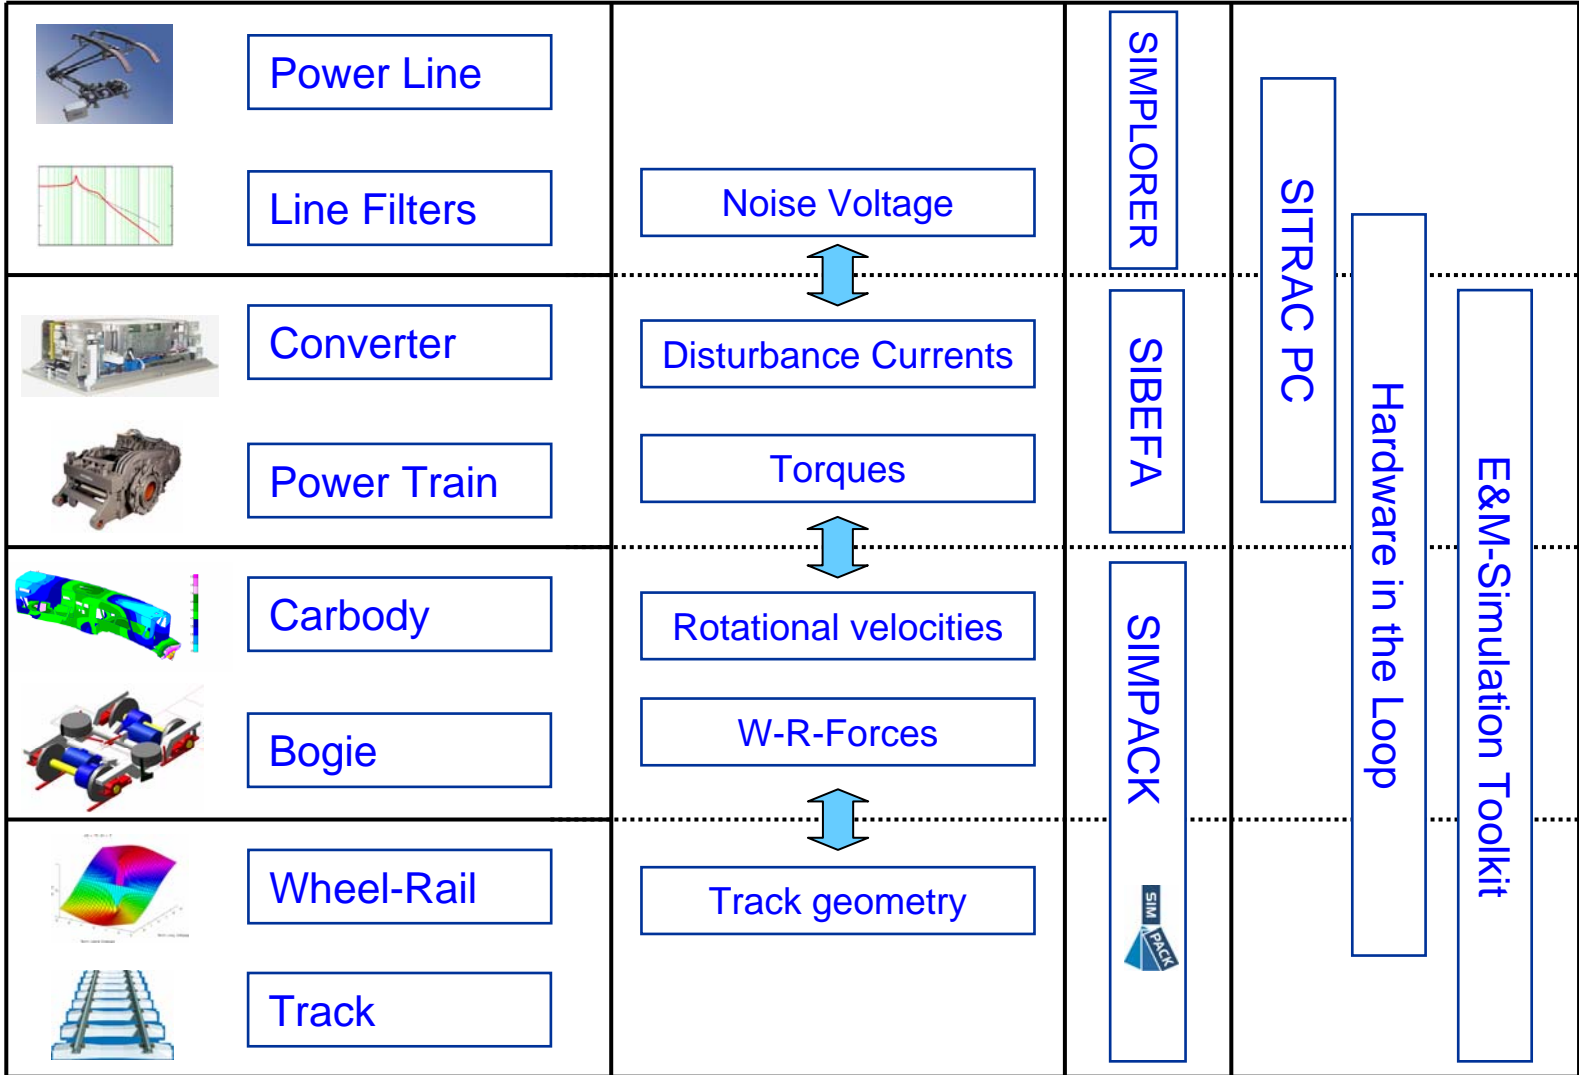 Power Line
Line Filters
Noise Voltage
Converter
Disturbance Currents
Power Train
Torques
Carbody
Rotational velocities
Bogie
W-R-Forces
Wheel-Rail
Track geometry
Track
SIMPLORER
SIBEFA
SIMPACK
SIM
PACK
SITRAC PC
Hardware in the Loop
E&M-Simulation Toolkit